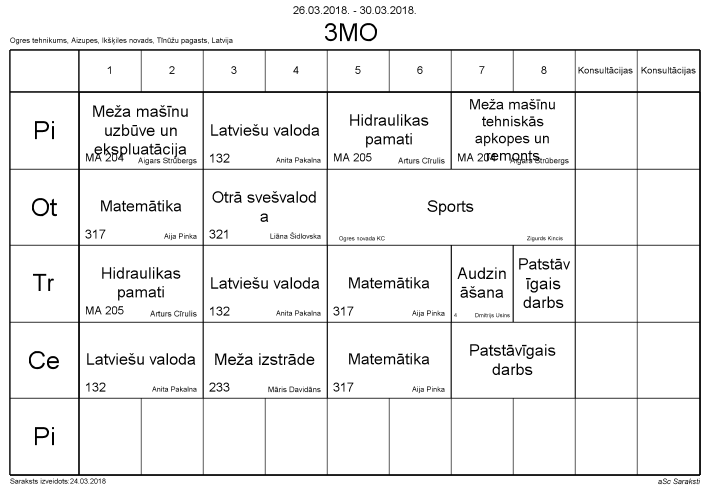 26.03.2018. - 30.03.2018.
3MO
Ogres tehnikums, Aizupes, Ikšķiles novads, Tīnūžu pagasts, Latvija
1 2 3 4 5 6 7 8 Konsultācijas Konsultācijas
Pi
Meža mašīnu
uzbūve un
ekspluatācija
MA 204 Aigars Strūbergs
Latviešu valoda
132 Anita Pakalna
Hidraulikas
pamati
MA 205 Arturs Cīrulis
Meža mašīnu
tehniskās
apkopes un
remonts
MA 204 Aigars Strūbergs
Ot
Matemātika
317 Aija Pinka
Otrā svešvalod
a
321 Liāna Šidlovska
Sports
Ogres novada KC Zigurds Kincis
Tr
Hidraulikas
pamati
MA 205 Arturs Cīrulis
Latviešu valoda
132 Anita Pakalna
Matemātika
317 Aija Pinka
Audzin
āšana
4 Dmitrijs Usins
Patstāv
īgais
darbs
Ce
Latviešu valoda
132 Anita Pakalna
Meža izstrāde
233 Māris Davidāns
Matemātika
317 Aija Pinka
Patstāvīgais
darbs
Pi
Saraksts izveidots:24.03.2018
aSc Saraksti